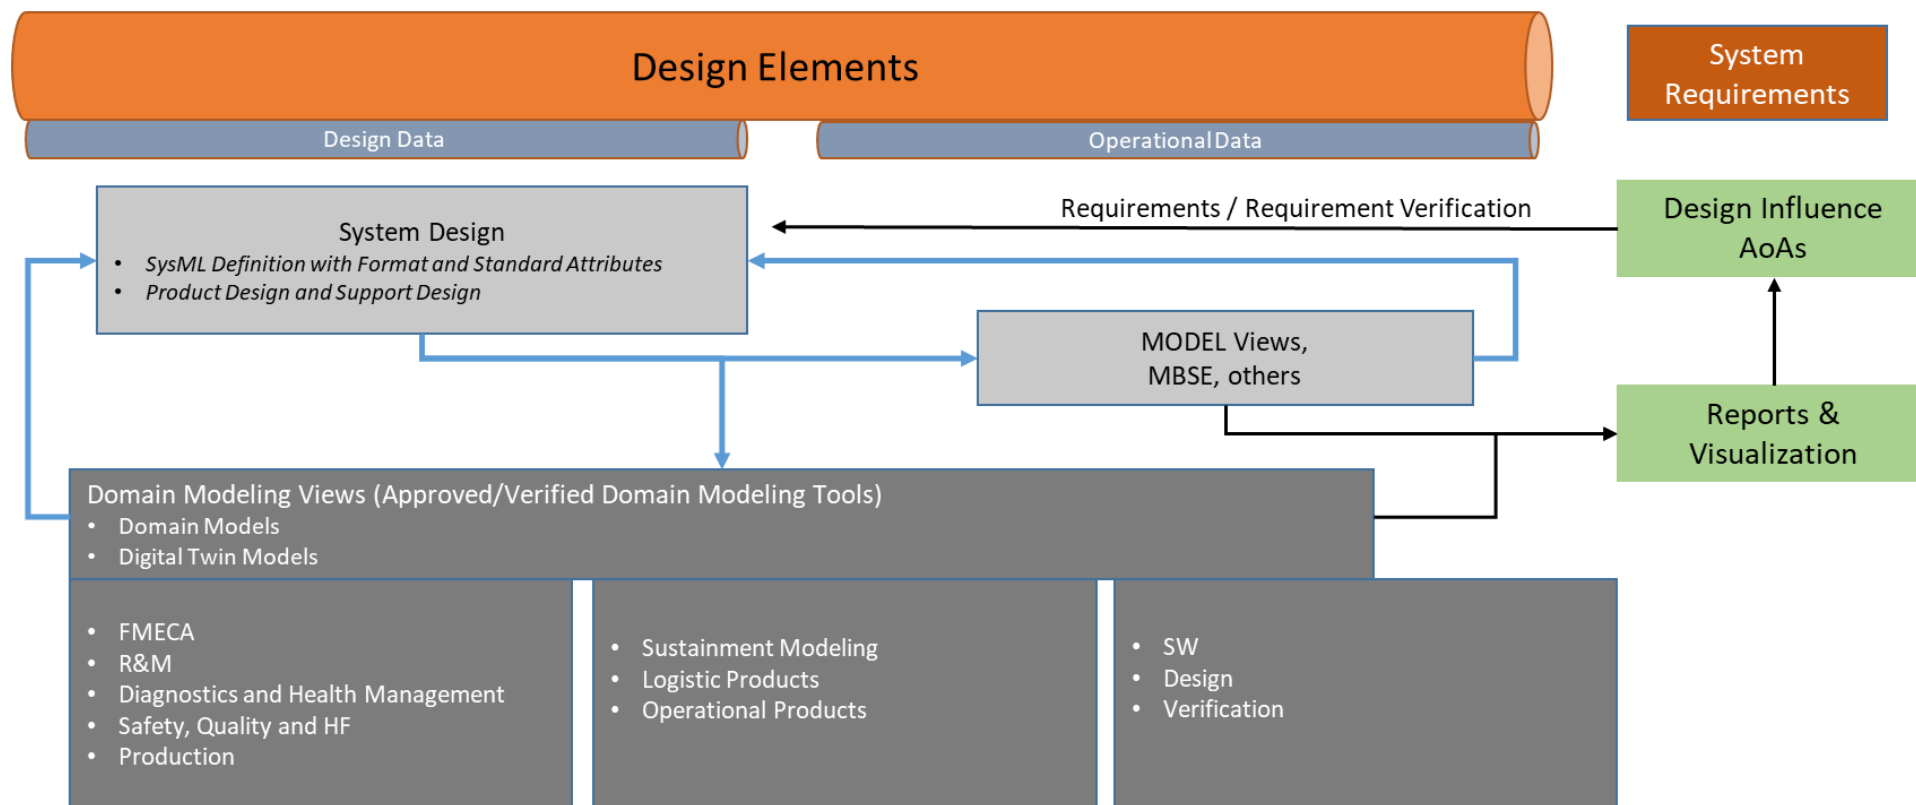 Design Elements
System
Requirements
Design Data
Operational Data
System Design
• SysML Definition with Format and Standard Attributes
• Product Design and Support Design
Requirements / Requirement Verification
Design Influence
AoAs
MODEL Views,
MBSE, others
Reports &
Visualization
Domain Modeling Views (Approved/Verified Domain Modeling Tools)
• Domain Models
• Digital Twin Models
• FMECA
• R&M
• Diagnostics and Health Management
• Safety, Quality and HF
• Production
• Sustainment Modeling
• Logistic Products
• Operational Products
• SW
• Design
• Verification